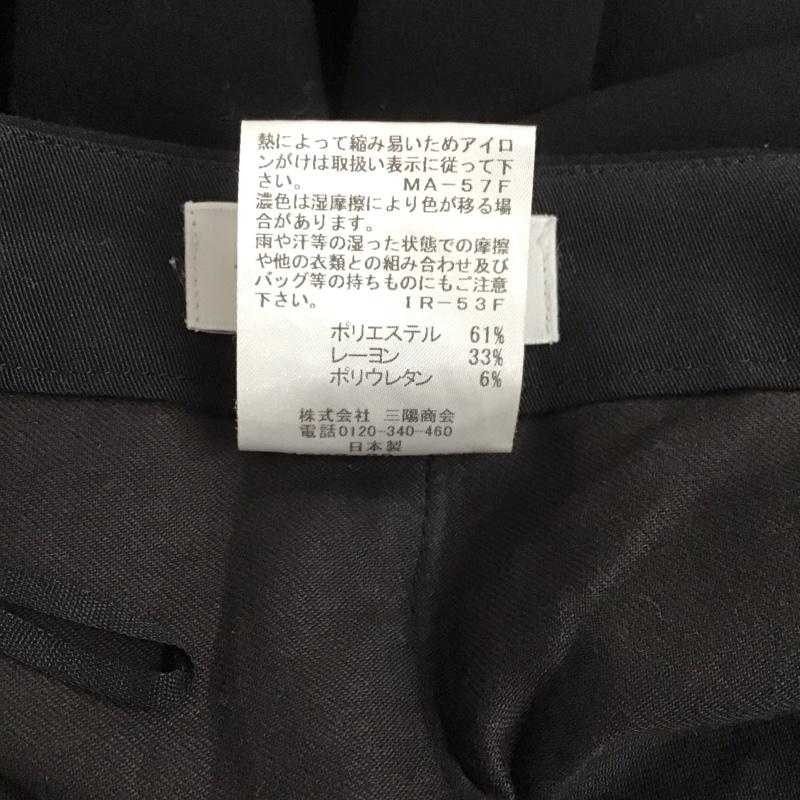 熱によって縮み易いためアイロ
ンがけは取扱い表示に従って下
さい。 MA-57F
濃色は湿摩擦により色が移る場
合があります。
雨や汗等の湿った状態での摩擦
や他の衣類との組み合わせ及び
バッグ等の持ちものにもご注意
下さい。 IR-53F
ポリエステル 61%
レーヨン 33%
ポリウレタン 6%
株式会社 三陽商会
電話0120-340-460
日本製